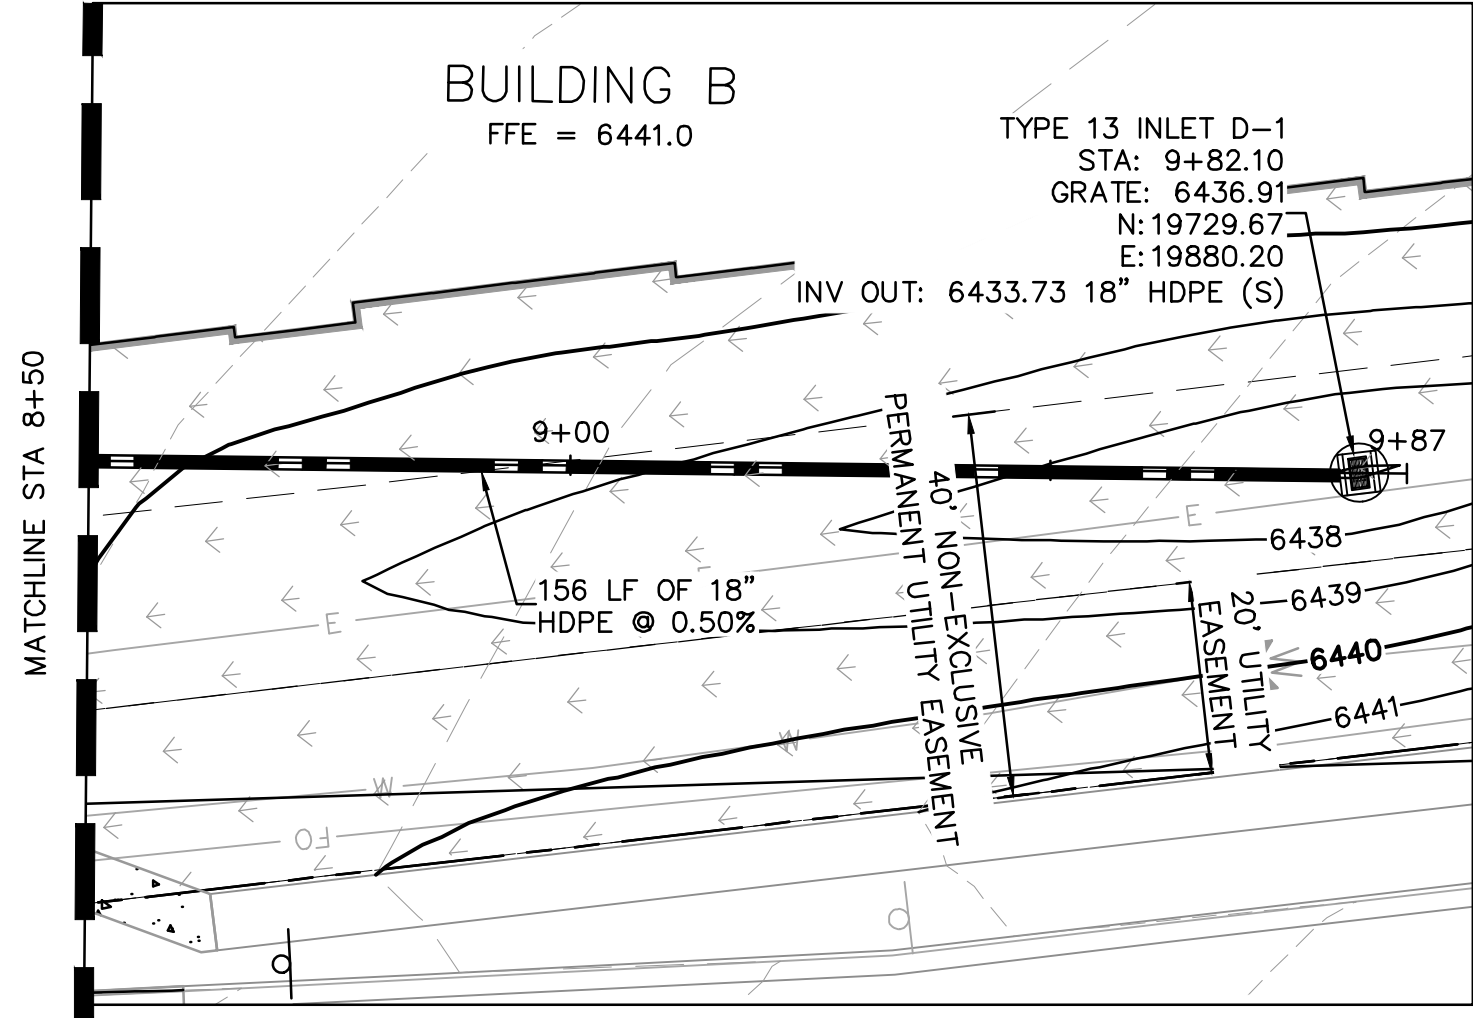 BUILDING B
FFE = 6441.0
TYPE 13 INLET D-1
STA: 9+82.10
GRATE: 6436.91
N:19729.67
E:19880.20
INV OUT: 6433.73 18" HDPE (S)
MATCHLINE STA 8+50
9+00
9+87
40' NON-EXCLUSIVE
PERMANENT UTILITY EASEMENT
E
6438
156 LF OF 18"
HDPE @ 0.50%
E
6439
20' UTILITY
EASEMENT
6440
6441
W
W
FO